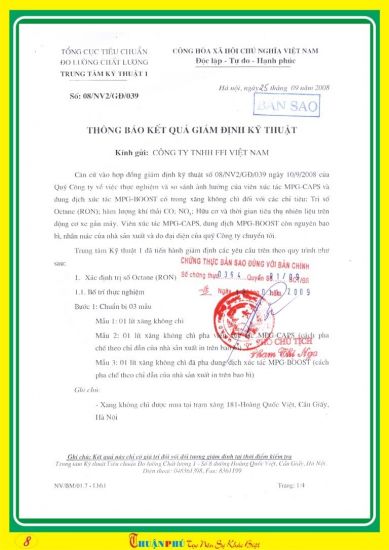 TỔNG CỤC TIÊU CHUẨN
ĐO LƯỜNG CHẤT LƯỢNG
TRUNG TÂM KỸ THUẬT 1
CỘNG HÒA XÃ HỘI CHỦ NGHĨA VIỆT NAM
Độc lập - Tự do - Hạnh phúc
Số: 08/NV2/GĐ/039
Hà nội, ngày 25 tháng 09 năm 2008
BẢN SAO
THÔNG BÁO KẾT QUẢ GIÁM ĐỊNH KỸ THUẬT
Kính gửi: CÔNG TY TNHH FFI VIỆT NAM
Căn cứ vào hợp đồng giám định kỹ thuật số 08/NV2/GĐ/039 ngày 10/9/2008 của
Quý Công ty về việc thực nghiệm và so sánh ảnh hưởng của viên xúc tác MPG-CAPS và
dung dịch xúc tác MPG-BOOST có trong xăng không chì đối với các chỉ tiêu: Trị số
Octane (RON); hàm lượng khí thải CO, NOx; Hữu cơ và thời gian tiêu thụ nhiên liệu trên
động cơ xe gắn máy. Viên xúc tác MPG-CAPS, dung dịch MPG-BOOST còn nguyên bao
bì, nhãn mác của nhà sản xuất và do đại diện của quý Công ty chuyển tới.
Trung tâm Kỹ thuật 1 đã tiến hành giám định các yêu cầu trên theo quy trình như
sau:
CHỨNG THỰC BẢN SAO ĐÚNG VỚI BẢN CHÍNH
Số chứng thực 0364 Quyển số 01 SCT/BS
1. Xác định trị số Octane (RON)
1.1. Bố trí thực nghiệm
Ngày 2009
Bước 1: Chuẩn bị 03 mẫu
Mẫu 1: 01 lít xăng không chì
Mẫu 2: 01 lít xăng không chì pha viên xúc tác MPG-CAPS (cách
pha chế theo chỉ dẫn của nhà sản xuất in trên bao bì)
PHÓ CHỦ TỊCH
Phạm Thị Nga
Mẫu 3: 01 lít xăng không chì đã pha dung dịch xúc tác MPG-BOOST (cách
pha chế theo chỉ dẫn của nhà sản xuất in trên bao bì)
Ghi chú:
- Xăng không chì được mua tại trạm xăng 181-Hoàng Quốc Việt, Cầu Giấy,
Hà Nội
Ghi chú: Kết quả này chỉ có giá trị đối với đối tượng giám định tại thời điểm kiểm tra
Trung tâm Kỹ thuật Tiêu chuẩn Đo lường Chất lượng 1 - Số 8 đường Hoàng Quốc Việt, Cầu Giấy, Hà Nội
Điện thoại: 04836 1398, Fax: 8361199
Trang: 1/4
8
THUẬN PHÚ Tạo Nên Sự Khác Biệt